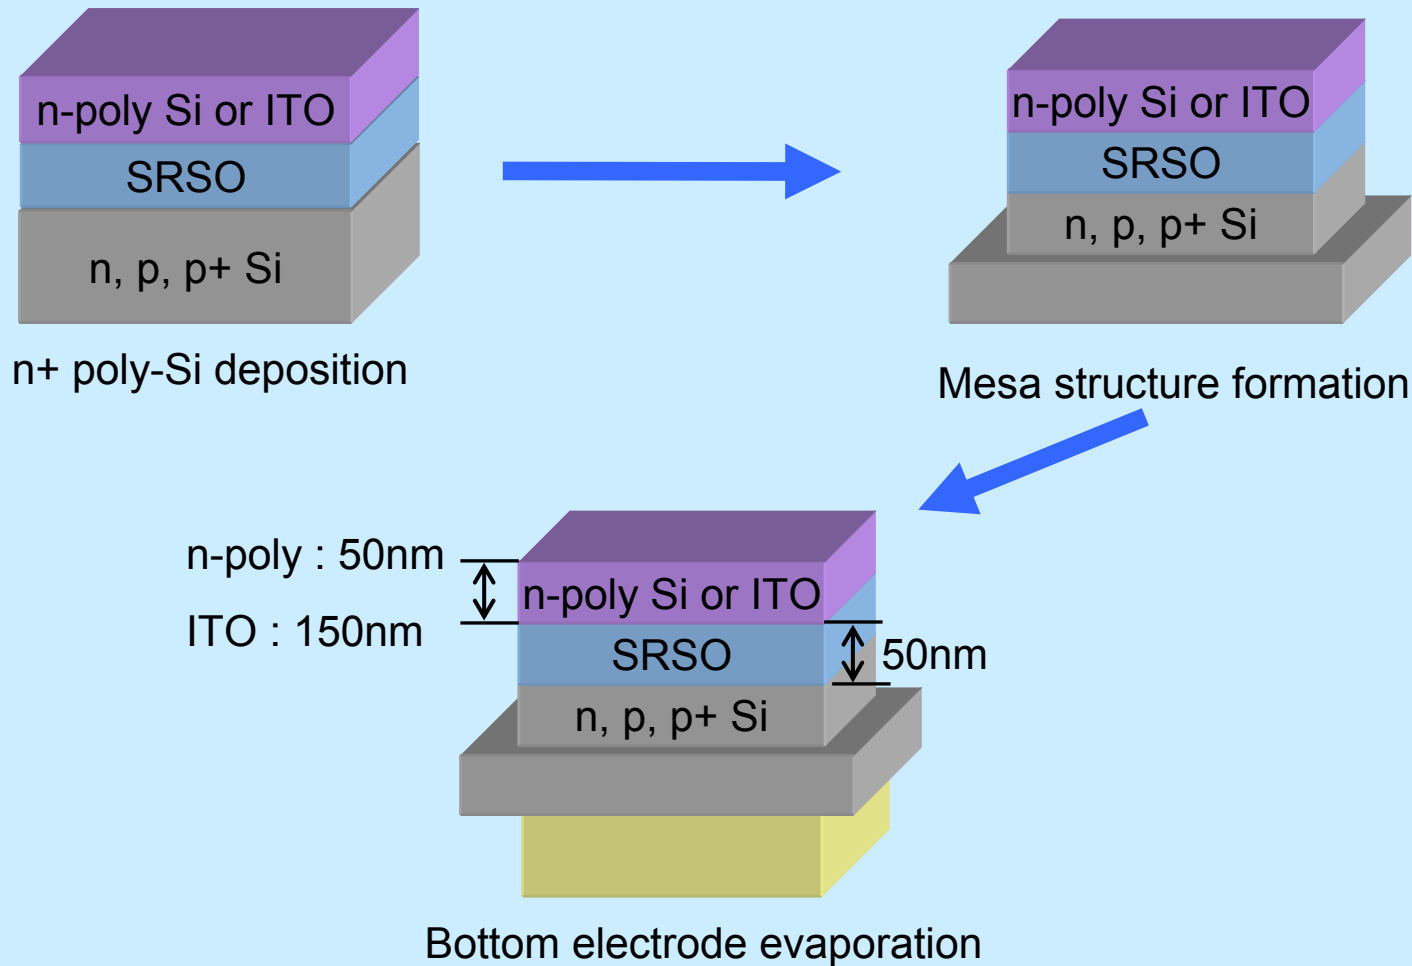 n-poly Si or ITO
SRSO
n, p, p+ Si
n+ poly-Si deposition
n-poly Si or ITO
SRSO
n, p, p+ Si
Mesa structure formation
n-poly : 50nm
ITO : 150nm
n-poly Si or ITO
SRSO
50nm
n, p, p+ Si
Bottom electrode evaporation